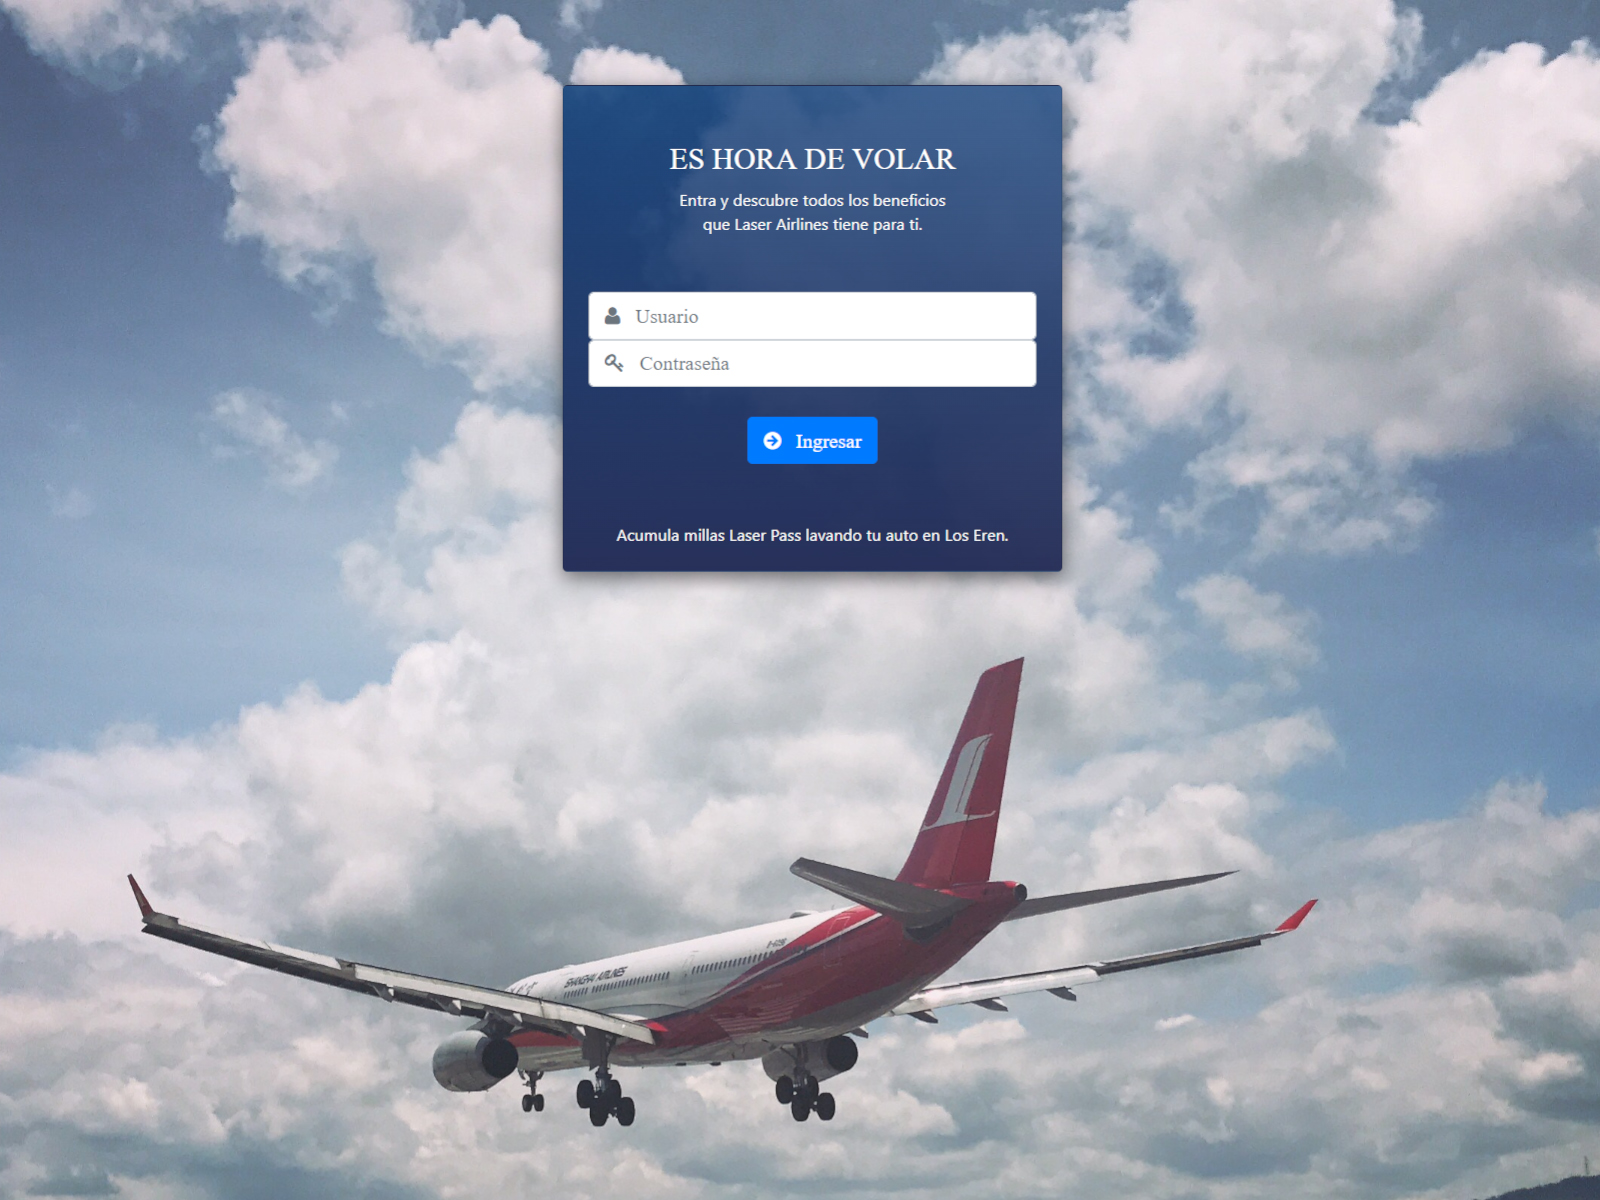 ES HORA DE VOLAR
Entra y descubre todos los beneficios
que Laser Airlines tiene para ti.
Usuario
Contraseña
Ingresar
Acumula millas Laser Pass lavando tu auto en Los Eren.
SHANGHAI AIRLINES